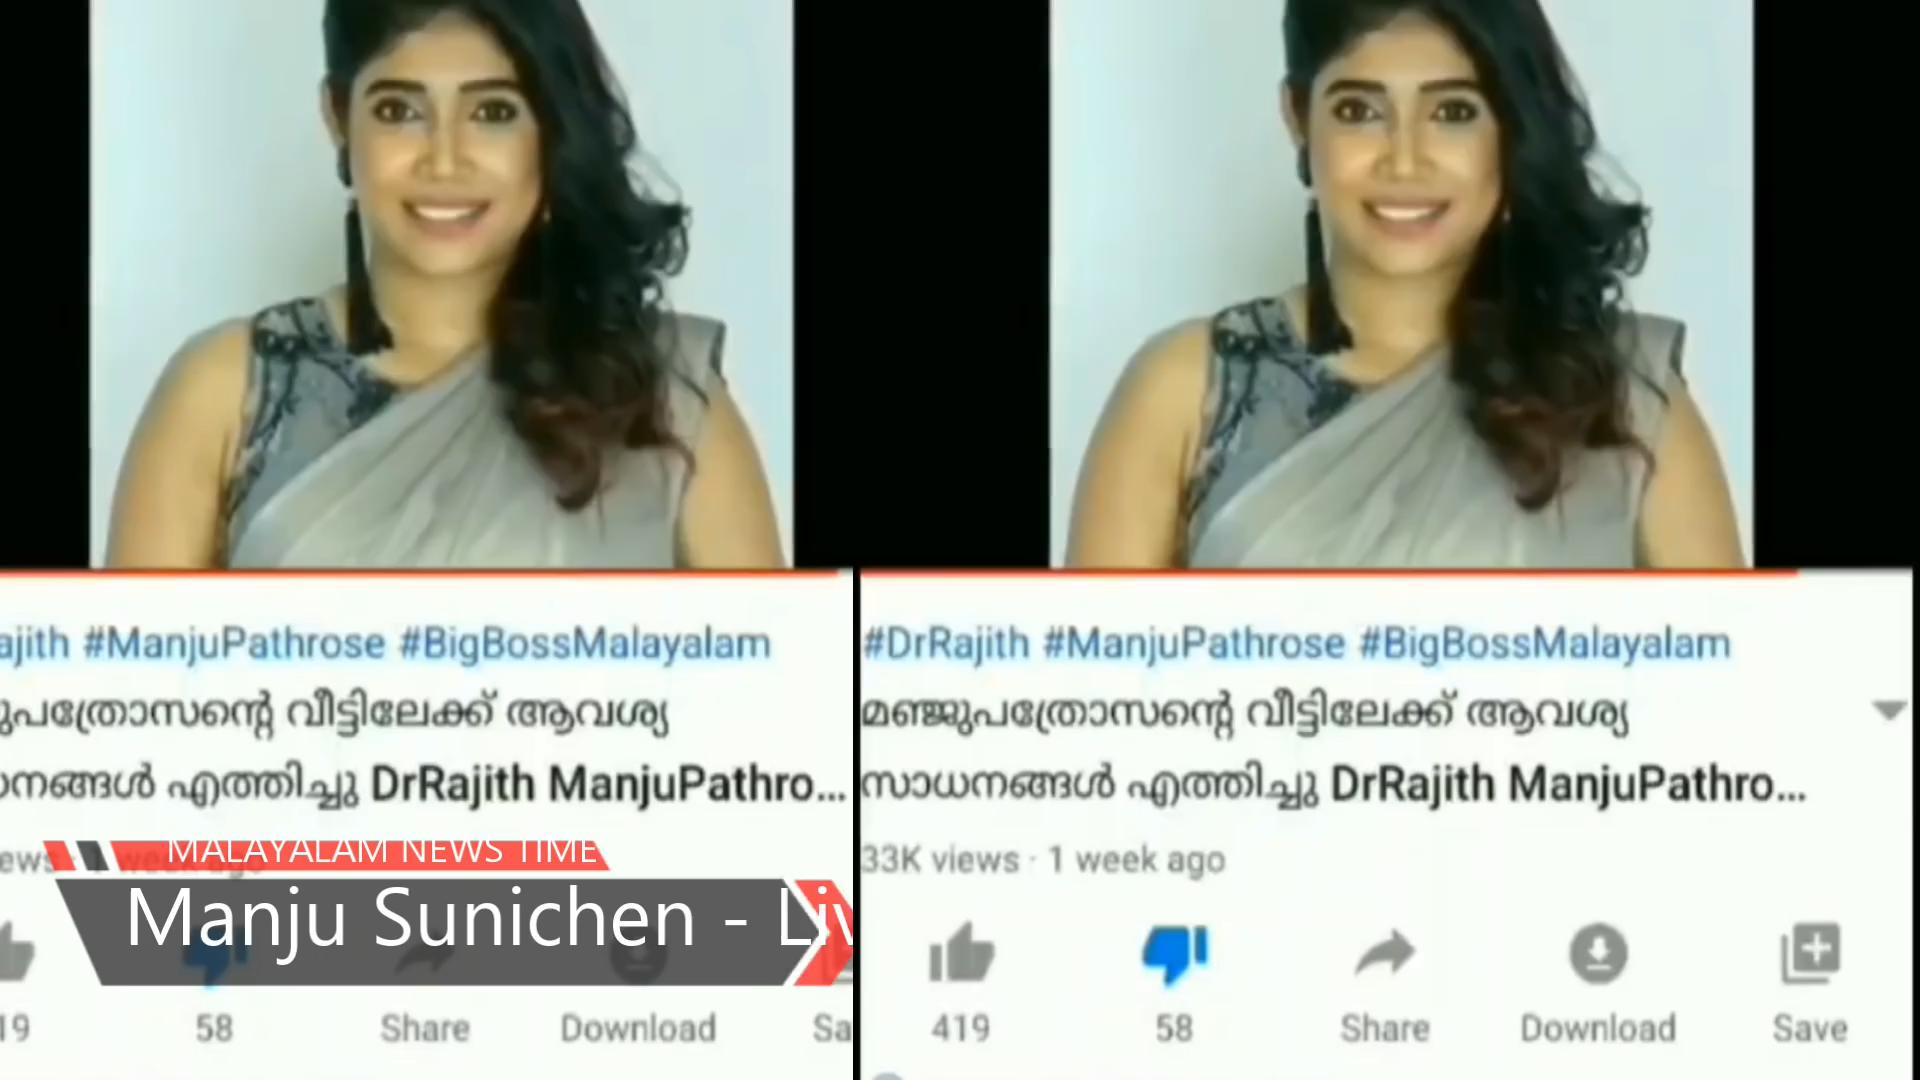 ajith #ManjuPathrose #BigBossMalayalam
ുപത്രോസന്റെ വീട്ടിലേക്ക് ആവശ്യ
നങ്ങൾ എത്തിച്ചു DrRajith ManjuPathro...
ews · 1 week ago
MALAYALAM NEWS TIME
Manju Sunichen - Liv
19 58 Share Download Sa
#DrRajith #ManjuPathrose #BigBossMalayalam
മഞ്ജുപത്രോസന്റെ വീട്ടിലേക്ക് ആവശ്യ
സാധനങ്ങൾ എത്തിച്ചു DrRajith ManjuPathro...
33K views · 1 week ago
419 58 Share Download Save